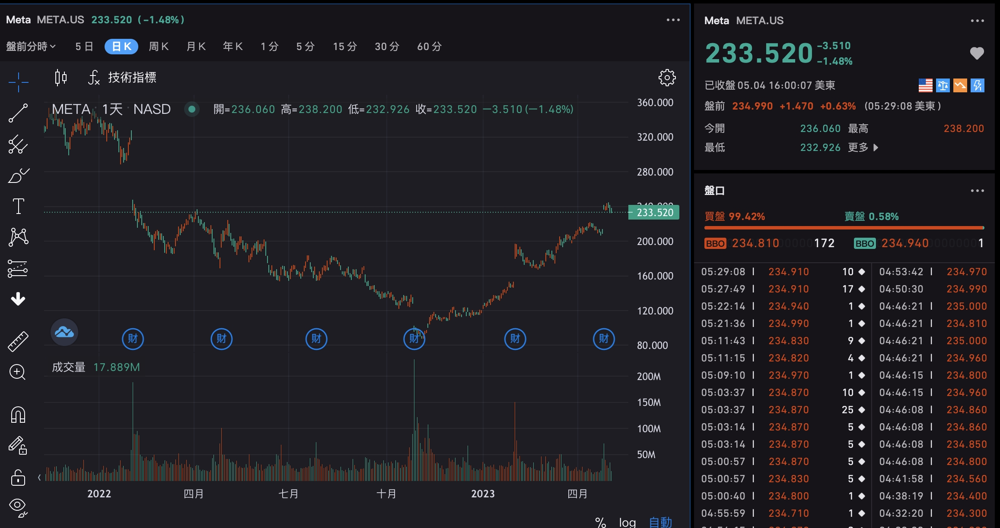 Meta META.US 233.520 (-1.48%)
盤前分時 5日 日K 周K 月K 年K 1分 5分 15分 30分 60分
技術指標
META · 1天 · NASD 開=236.060 高=238.200 低=232.926 收=233.520 −3.510 (−1.48%)
360.000
320.000
280.000
240.000
233.520
200.000
160.000
120.000
80.000
財 財 財 財 財 財
成交量 17.889M
200M
150M
100M
50M
2022 四月 七月 十月 2023 四月
% log 自動
Meta META.US
233.520 -3.510
-1.48%
已收盤 05.04 16:00:07 美東
盤前 234.990 +1.470 +0.63% (05:29:08 美東)
今開 236.060 最高 238.200
最低 232.926 更多
盤口
買盤 99.42% 賣盤 0.58%
BBO 234.810 172 BBO 234.940 1
05:29:08 234.910 10 04:53:42 234.970
05:27:49 234.910 17 04:50:30 234.990
05:22:14 234.940 1 04:46:21 235.000
05:21:36 234.990 1 04:46:21 234.810
05:11:43 234.830 9 04:46:21 235.000
05:11:15 234.820 4 04:46:21 234.960
05:09:10 234.970 1 04:46:15 234.800
05:03:37 234.870 10 04:46:15 234.960
05:03:37 234.870 25 04:46:08 234.860
05:03:14 234.870 5 04:46:08 234.860
05:03:14 234.870 5 04:46:08 234.850
05:00:57 234.870 5 04:46:08 234.800
05:00:57 234.830 5 04:41:58 234.560
05:00:40 234.800 1 04:38:19 234.400
04:55:59 234.710 1 04:32:20 234.300